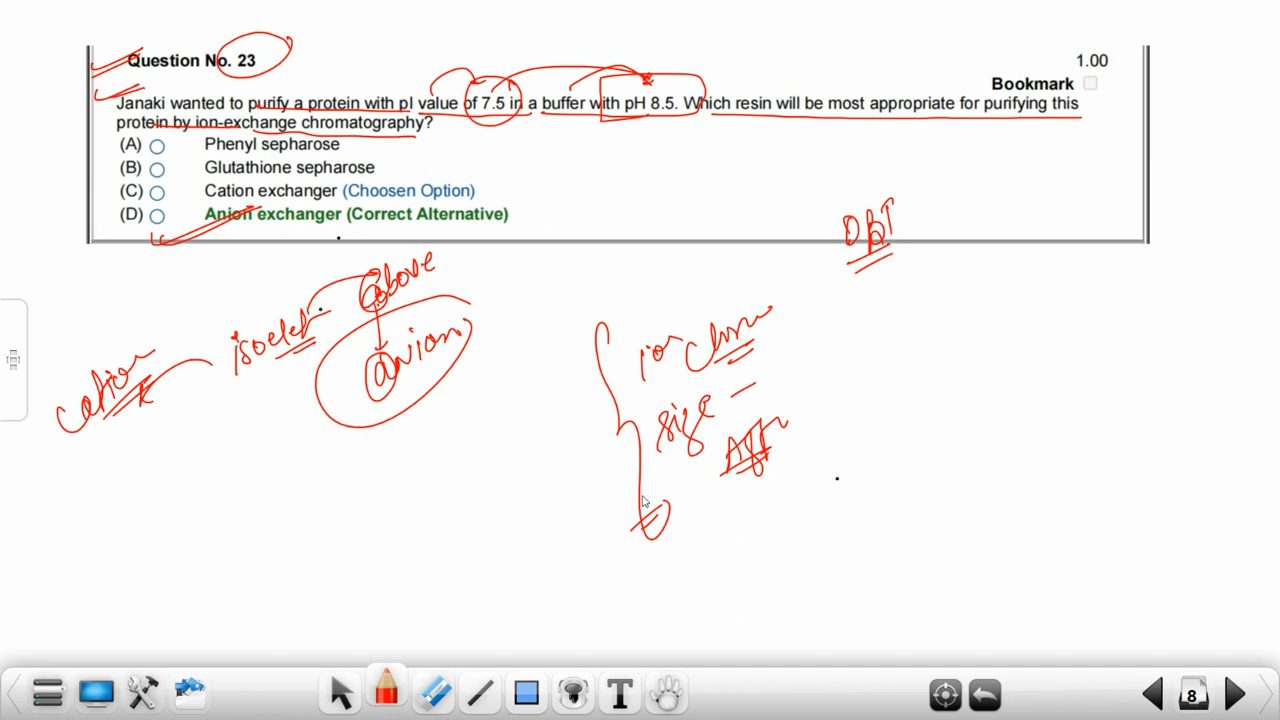 Question No. 23
1.00
Bookmark
Janaki wanted to purify a protein with pI value of 7.5 in a buffer with pH 8.5. Which resin will be most appropriate for purifying this
protein by ion-exchange chromatography?
(A) Phenyl sepharose
(B) Glutathione sepharose
(C) Cation exchanger (Choosen Option)
(D) Anion exchanger (Correct Alternative)
DBT
above
isoelet
anion
cation
ion
size
8